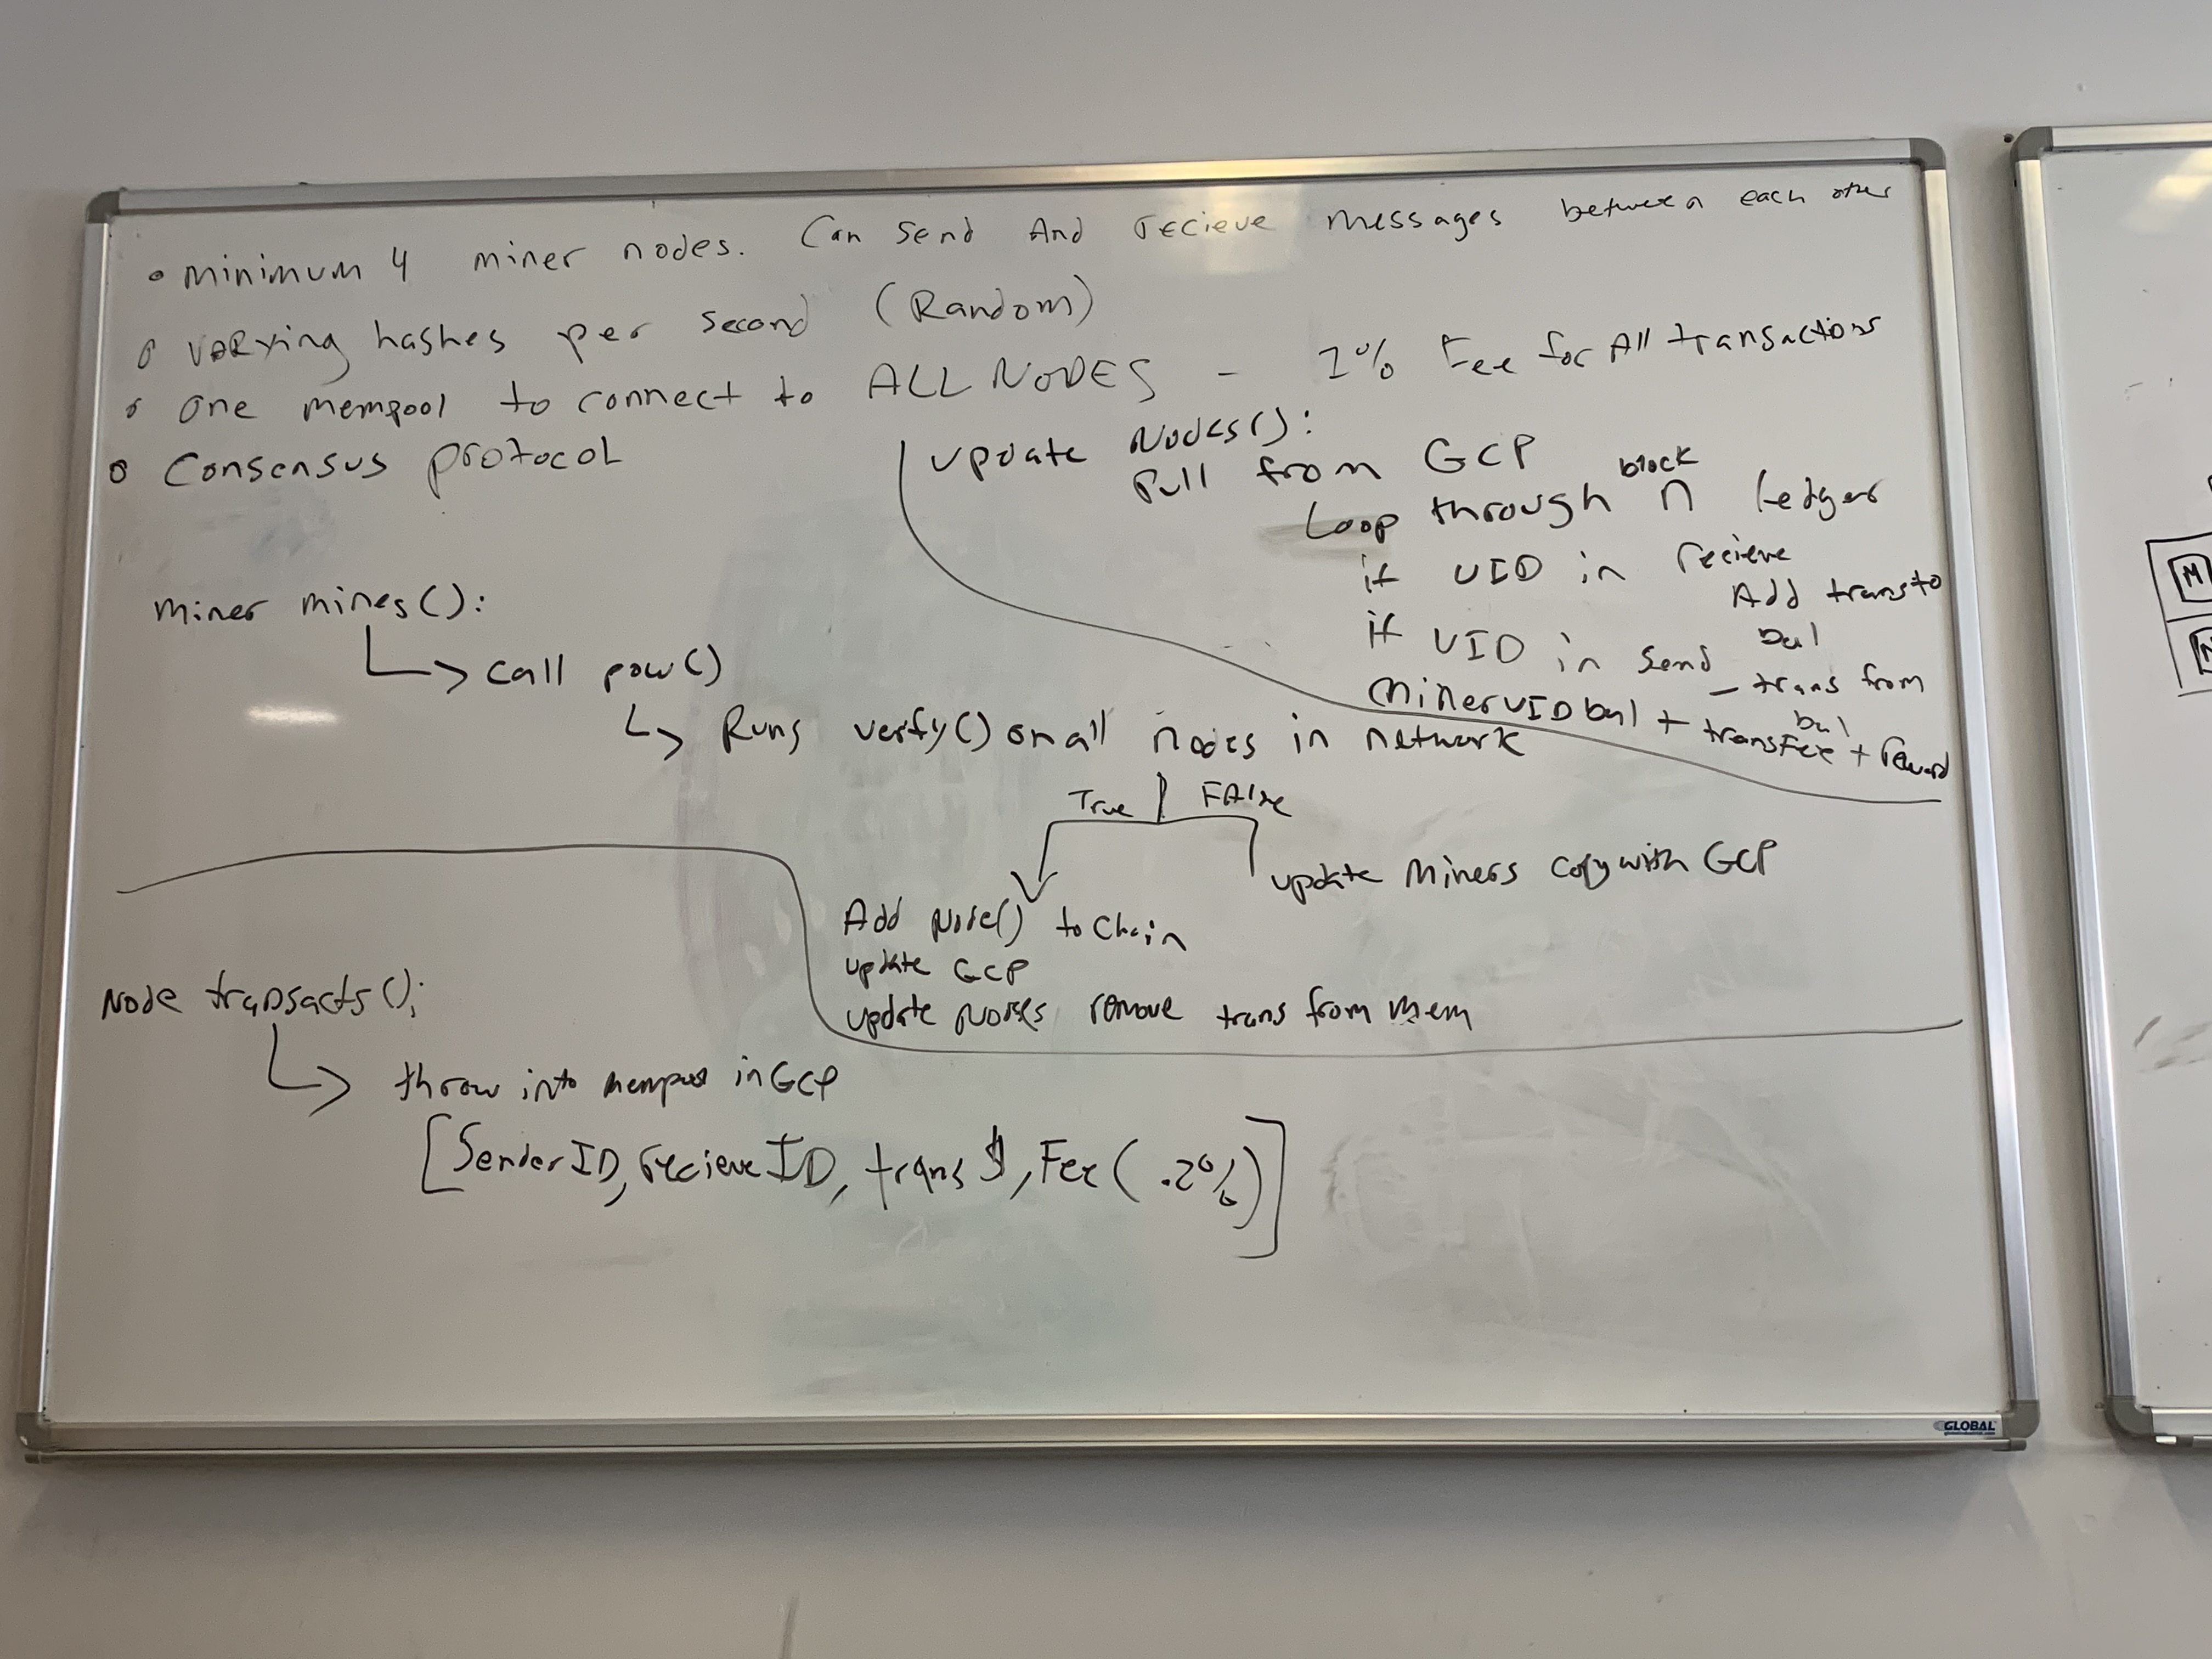 • minimum 4 miner nodes. Can send And recieve messages between each other
• VARying hashes per second (Random)
• One mempool to connect to ALL NODES - 2% Fee for All transactions
• Consensus protocol
update Nodes():
Pull from GCP
Loop through block n ledger
if UID in recieve
Add trans to bal
if UID in send
- trans from bal
minerUIDbal + transFee + reward
miner mines():
call pow()
Runs verify() on all nodes in network
True FAlse
Add Node() to Chain
update GCP
update Nodes remove trans from mem
update Miners copy with GCP
Node transacts();
throw into mempool in GCP
[SenderID, recieveID, trans $, Fee (.2%)]
GLOBAL
M